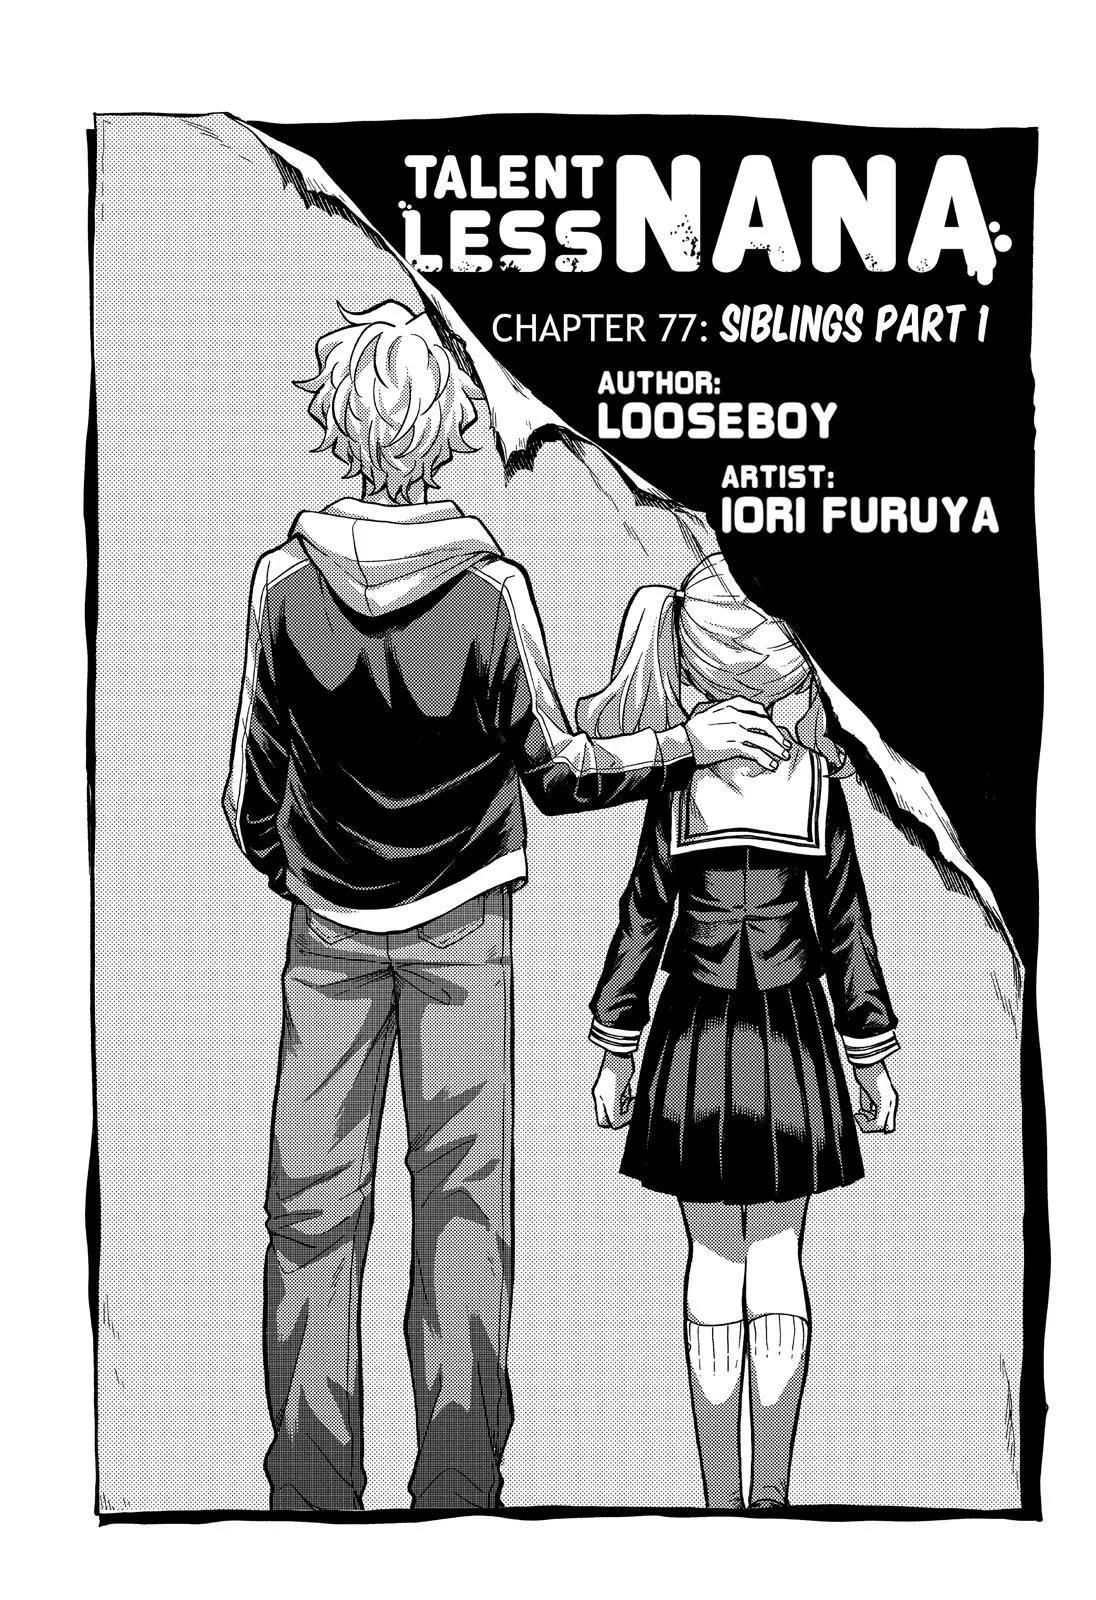 TALENT
LESS NANA
CHAPTER 77: SIBLINGS PART 1
AUTHOR:
LOOSEBOY
ARTIST:
IORI FURUYA